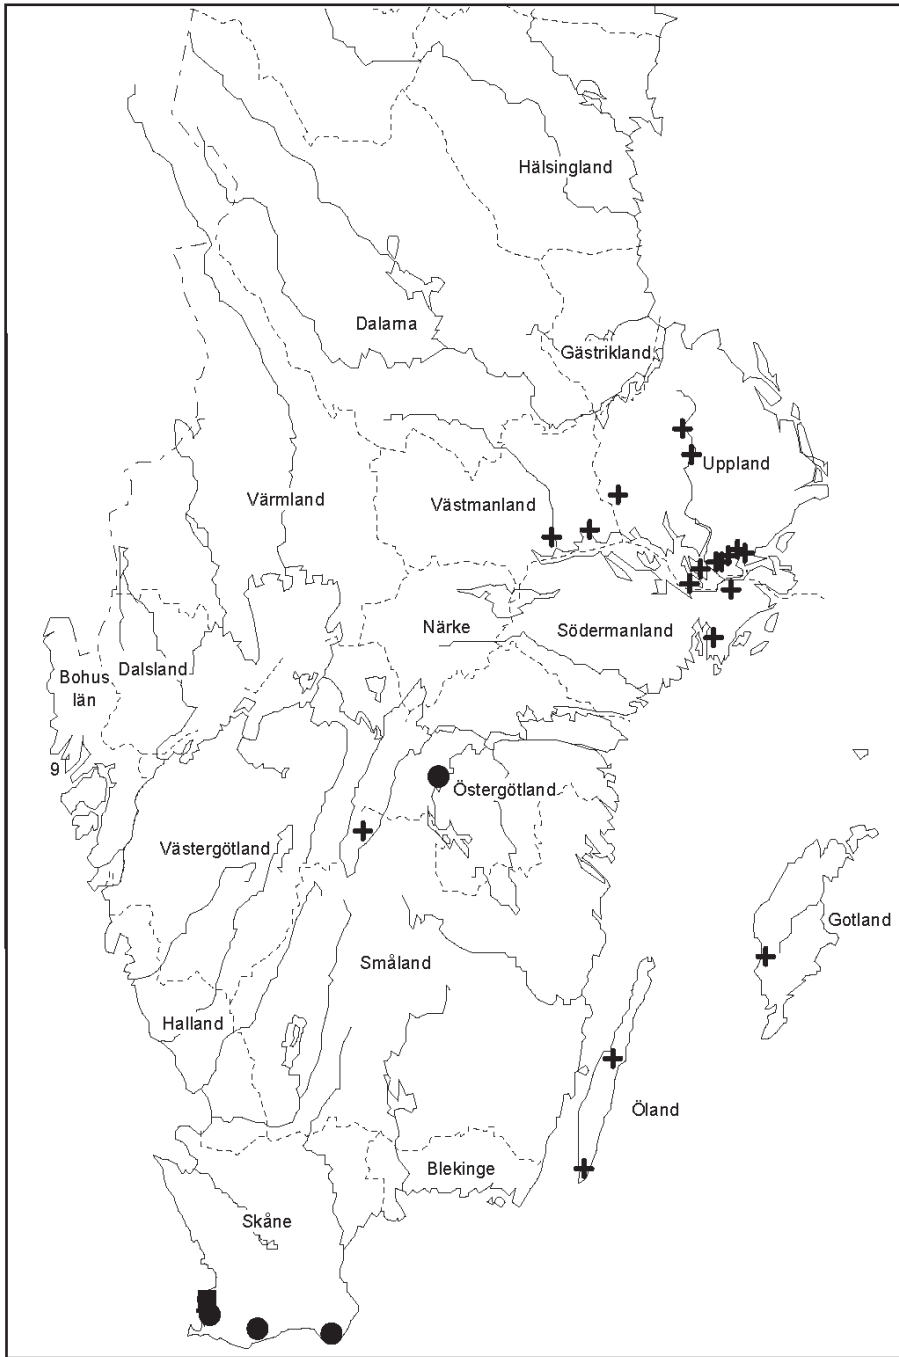 Hälsingland
Dalarna
Gästrikland
Uppland
Värmland
Västmanland
Närke
Södermanland
Dalsland
Bohus
län
9
Östergötland
Västergötland
Gotland
Småland
Halland
Öland
Blekinge
Skåne